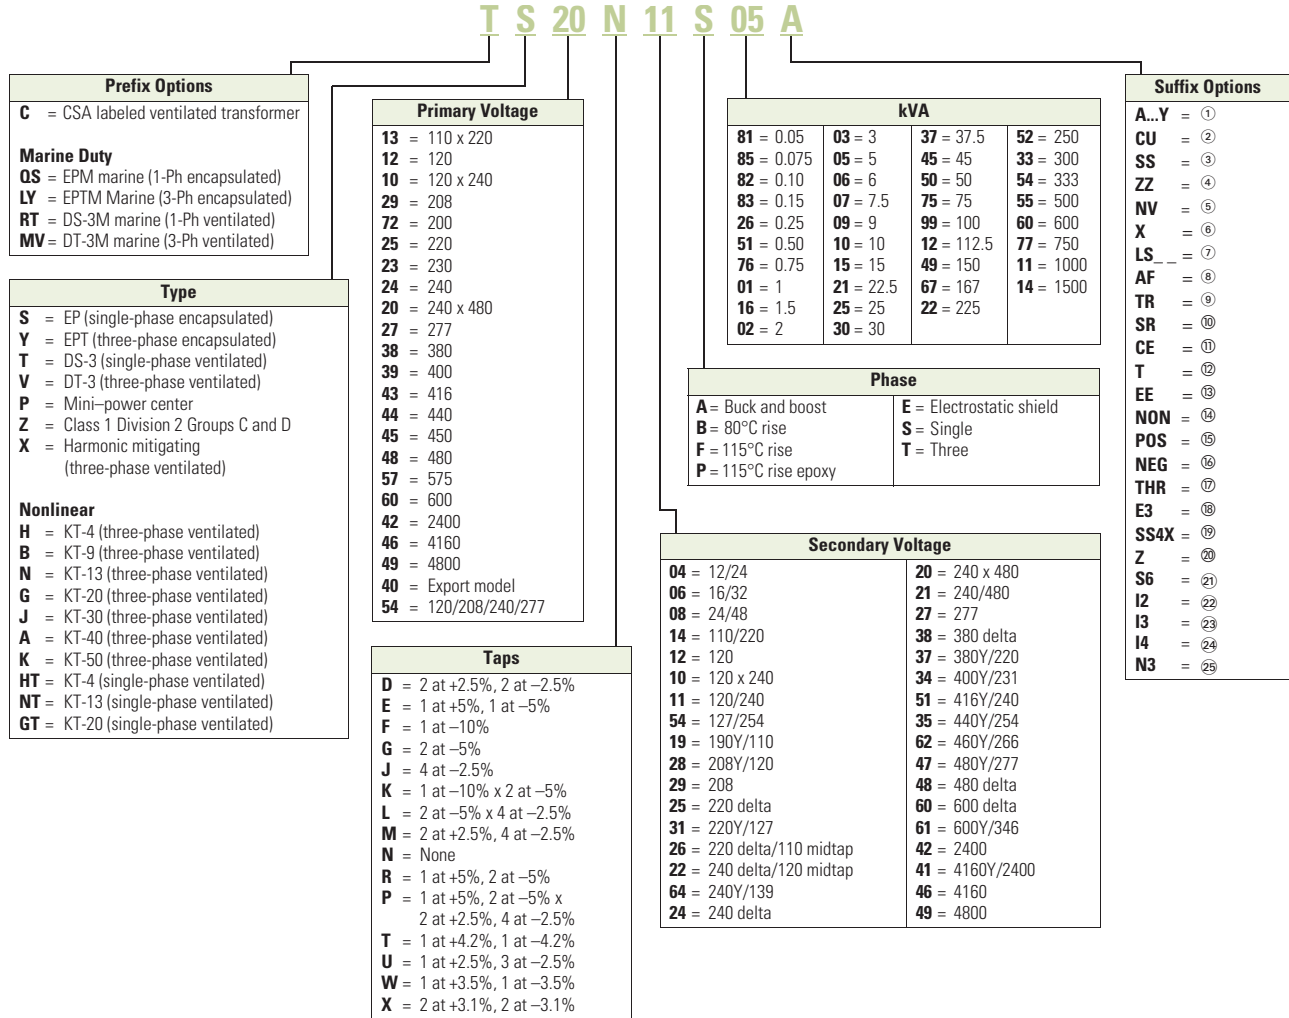 T S 20 N 11 S 05 A
Prefix Options
C = CSA labeled ventilated transformer
Marine Duty
QS = EPM marine (1-Ph encapsulated)
LY = EPTM Marine (3-Ph encapsulated)
RT = DS-3M marine (1-Ph ventilated)
MV = DT-3M marine (3-Ph ventilated)
Type
S = EP (single-phase encapsulated)
Y = EPT (three-phase encapsulated)
T = DS-3 (single-phase ventilated)
V = DT-3 (three-phase ventilated)
P = Mini–power center
Z = Class 1 Division 2 Groups C and D
X = Harmonic mitigating
(three-phase ventilated)
Nonlinear
H = KT-4 (three-phase ventilated)
B = KT-9 (three-phase ventilated)
N = KT-13 (three-phase ventilated)
G = KT-20 (three-phase ventilated)
J = KT-30 (three-phase ventilated)
A = KT-40 (three-phase ventilated)
K = KT-50 (three-phase ventilated)
HT = KT-4 (single-phase ventilated)
NT = KT-13 (single-phase ventilated)
GT = KT-20 (single-phase ventilated)
Primary Voltage
13 = 110 x 220
12 = 120
10 = 120 x 240
29 = 208
72 = 200
25 = 220
23 = 230
24 = 240
20 = 240 x 480
27 = 277
38 = 380
39 = 400
43 = 416
44 = 440
45 = 450
48 = 480
57 = 575
60 = 600
42 = 2400
46 = 4160
49 = 4800
40 = Export model
54 = 120/208/240/277
Taps
D = 2 at +2.5%, 2 at –2.5%
E = 1 at +5%, 1 at –5%
F = 1 at –10%
G = 2 at –5%
J = 4 at –2.5%
K = 1 at –10% x 2 at –5%
L = 2 at –5% x 4 at –2.5%
M = 2 at +2.5%, 4 at –2.5%
N = None
R = 1 at +5%, 2 at –5%
P = 1 at +5%, 2 at –5% x
2 at +2.5%, 4 at –2.5%
T = 1 at +4.2%, 1 at –4.2%
U = 1 at +2.5%, 3 at –2.5%
W = 1 at +3.5%, 1 at –3.5%
X = 2 at +3.1%, 2 at –3.1%
kVA
81 = 0.05
85 = 0.075
82 = 0.10
83 = 0.15
26 = 0.25
51 = 0.50
76 = 0.75
01 = 1
16 = 1.5
02 = 2
03 = 3
05 = 5
06 = 6
07 = 7.5
09 = 9
10 = 10
15 = 15
21 = 22.5
25 = 25
30 = 30
37 = 37.5
45 = 45
50 = 50
75 = 75
99 = 100
12 = 112.5
49 = 150
67 = 167
22 = 225
52 = 250
33 = 300
54 = 333
55 = 500
60 = 600
77 = 750
11 = 1000
14 = 1500
Phase
A = Buck and boost
B = 80°C rise
F = 115°C rise
P = 115°C rise epoxy
E = Electrostatic shield
S = Single
T = Three
Secondary Voltage
04 = 12/24
06 = 16/32
08 = 24/48
14 = 110/220
12 = 120
10 = 120 x 240
11 = 120/240
54 = 127/254
19 = 190Y/110
28 = 208Y/120
29 = 208
25 = 220 delta
31 = 220Y/127
26 = 220 delta/110 midtap
22 = 240 delta/120 midtap
64 = 240Y/139
24 = 240 delta
20 = 240 x 480
21 = 240/480
27 = 277
38 = 380 delta
37 = 380Y/220
34 = 400Y/231
51 = 416Y/240
35 = 440Y/254
62 = 460Y/266
47 = 480Y/277
48 = 480 delta
60 = 600 delta
61 = 600Y/346
42 = 2400
41 = 4160Y/2400
46 = 4160
49 = 4800
Suffix Options
A...Y = ①
CU = ②
SS = ③
ZZ = ④
NV = ⑤
X = ⑥
LS_ _ = ⑦
AF = ⑧
TR = ⑨
SR = ⑩
CE = ⑪
T = ⑫
EE = ⑬
NON = ⑭
POS = ⑮
NEG = ⑯
THR = ⑰
E3 = ⑱
SS4X = ⑲
Z = ⑳
S6 = ㉑
I2 = ㉒
I3 = ㉓
I4 = ㉔
N3 = ㉕